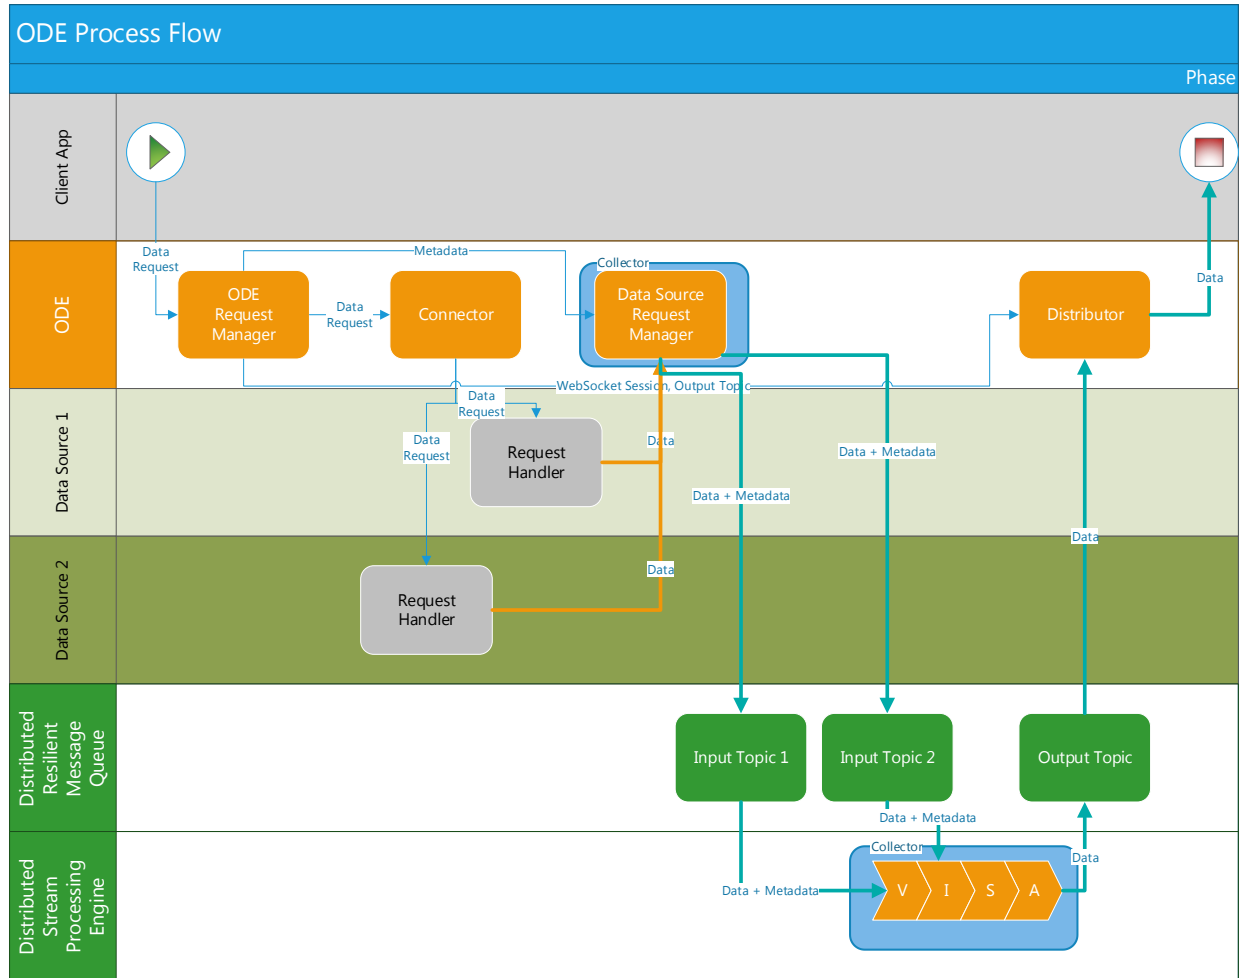 ODE Process Flow
Phase
Client App
Data
Request
Metadata
ODE
ODE
Request
Manager
Data
Request
Connector
Collector
Data Source
Request
Manager
Distributor
Data
WebSocket Session, Output Topic
Data Source 1
Data
Request
Data
Request
Request
Handler
Data
Data + Metadata
Data + Metadata
Data
Data Source 2
Request
Handler
Data
Distributed
Resilient
Message
Queue
Input Topic 1
Input Topic 2
Output Topic
Data + Metadata
Distributed
Stream
Processing
Engine
Collector
Data
Data + Metadata
V
I
S
A